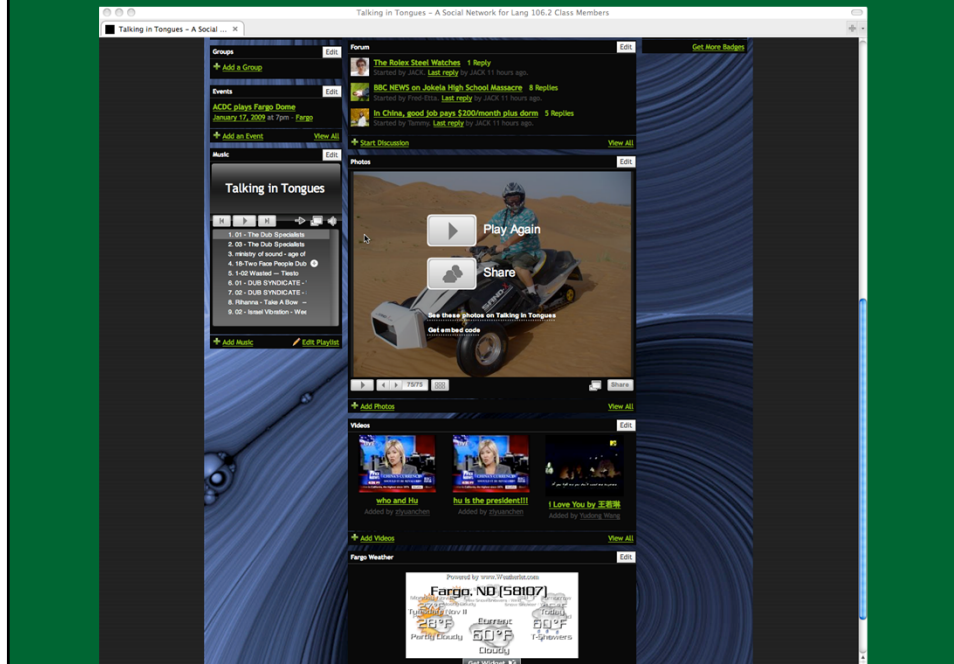 Talking in Tongues – A Social Network for Lang 106.2 Class Members
Talking in Tongues – A Social ...
Groups
Edit
Add a Group
Events
Edit
ACDC plays Fargo Dome
January 17, 2009 at 7pm - Fargo
Add an Event View All
Music
Edit
Talking in Tongues
1. 01 - The Dub Specialists
2. 03 - The Dub Specialists
3. ministry of sound - age of
4. 18-Two Face People Dub
5. 1-02 Wasted — Tiesto
6. 01 - DUB SYNDICATE -
7. 02 - DUB SYNDICATE -
8. Rihanna - Take A Bow —
9. 02 - Israel Vibration - Wee
Add Music Edit Playlist
Forum
Edit
The Rolex Steel Watches 1 Reply
Started by JACK. Last reply by JACK 11 hours ago.
BBC NEWS on Jokela High School Massacre 8 Replies
Started by Fred-Etta. Last reply by JACK 11 hours ago.
In China, good job pays $200/month plus dorm 5 Replies
Started by Tommy. Last reply by JACK 11 hours ago.
Start Discussion View All
Photos
Edit
Play Again
Share
See these photos on Talking in Tongues
Get embed code
75/75 Share
Add Photos View All
Videos
Edit
who and Hu
Added by ziyuanchen
hu is the president!!!
Added by ziyuanchen
I Love You by 王若琳
Added by Yudong Wang
Add Videos View All
Fargo Weather
Edit
Powered by www.Weatherlet.com
Fargo, ND (58107)
Tuesday Nov 11
28°F
Partly Cloudy
Current
60°F
Cloudy
Today
60°F
T-Showers
Get Widget
Get More Badges